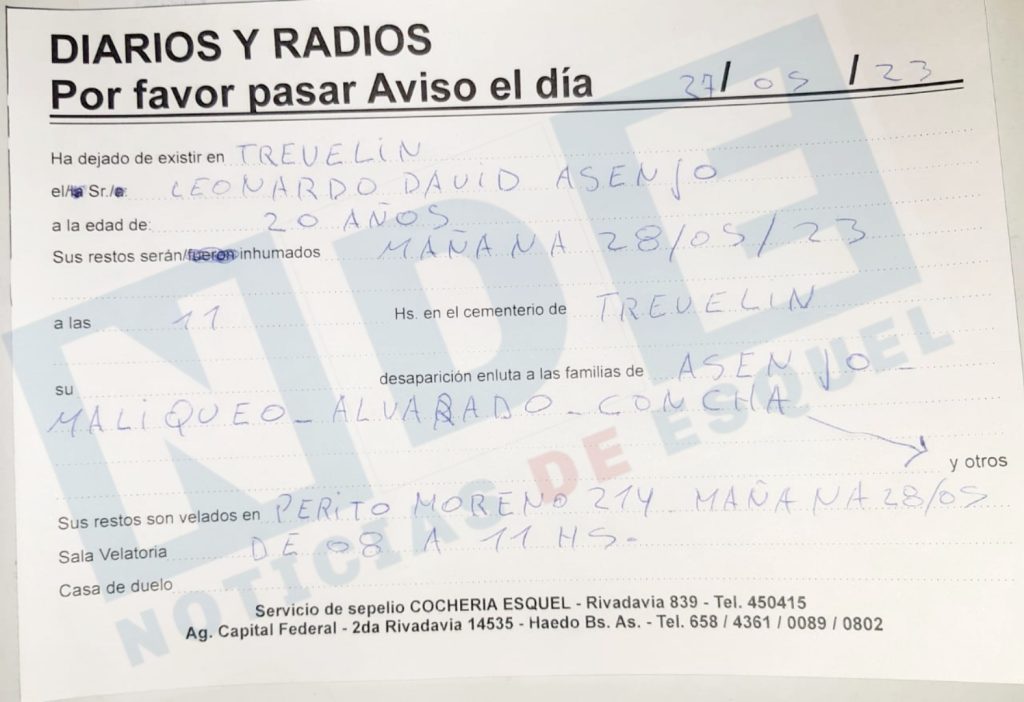 DIARIOS Y RADIOS
Por favor pasar Aviso el día 27/05/23
Ha dejado de existir en TREVELIN
el/la Sr./a: LEONARDO DAVID ASENJO
a la edad de: 20 AÑOS
Sus restos serán/fueron inhumados MAÑANA 28/05/23
a las 11 Hs. en el cementerio de TREVELIN
su desaparición enluta a las familias de ASENJO -
MALIQUEO - ALVARADO - CONCHA
y otros
Sus restos son velados en PERITO MORENO 214 MAÑANA 28/05
Sala Velatoria DE 08 A 11 HS.
Casa de duelo
Servicio de sepelio COCHERIA ESQUEL - Rivadavia 839 - Tel. 450415
Ag. Capital Federal - 2da Rivadavia 14535 - Haedo Bs. As. - Tel. 658 / 4361 / 0089 / 0802
NDE
NOTICIAS DE ESQUEL